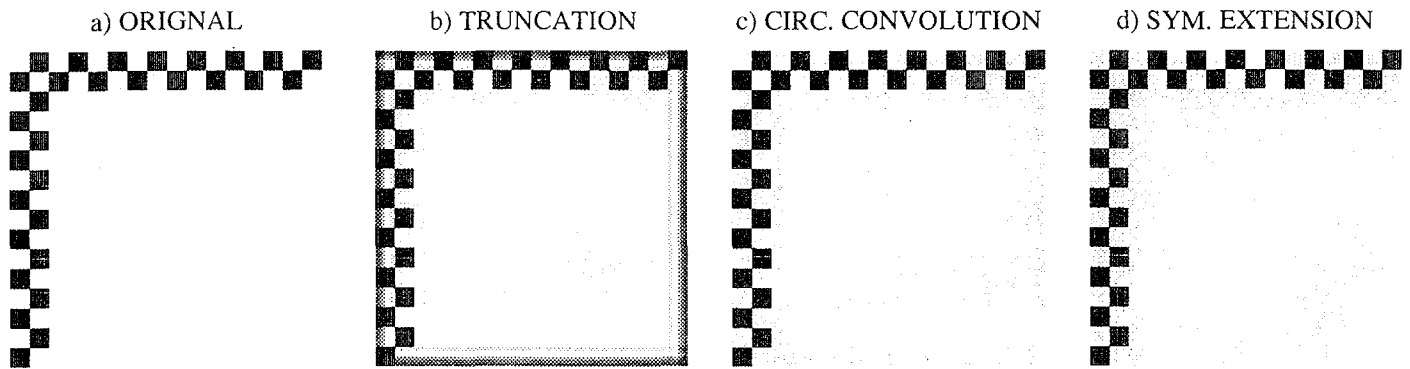 a) ORIGNAL
b) TRUNCATION
c) CIRC. CONVOLUTION
d) SYM. EXTENSION